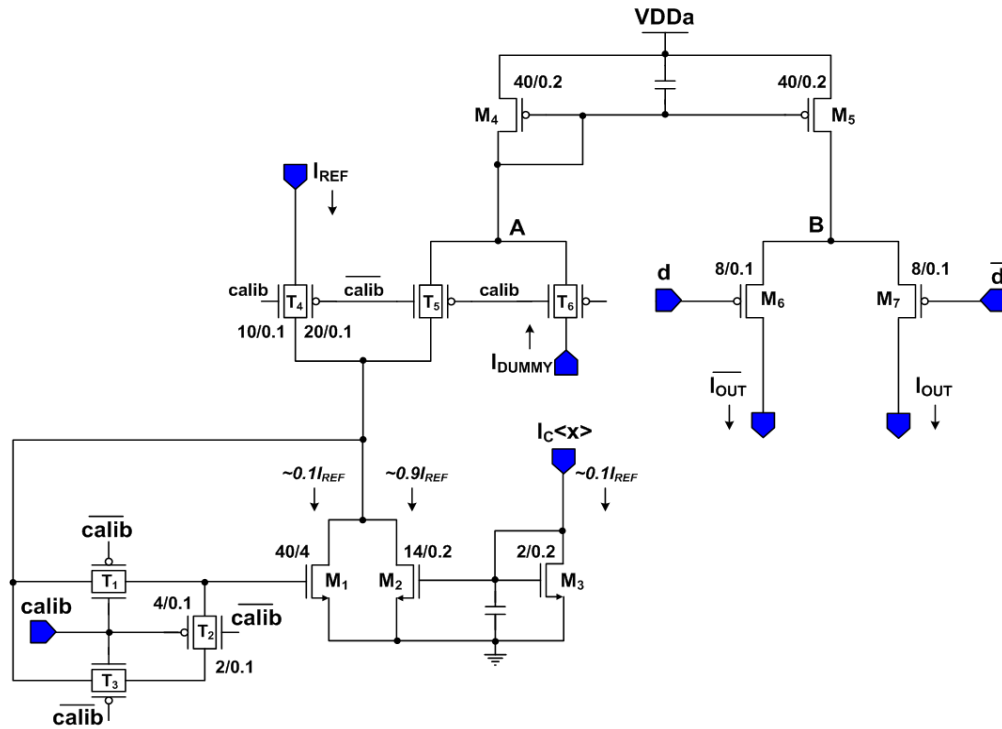 VDDa
40/0.2
40/0.2
M4
M5
IREF
A
B
calib
T4
calib
T5
calib
T6
10/0.1
20/0.1
IDUMMY
d
8/0.1
M6
8/0.1
M7
d
IOUT
IOUT
IC<x>
~0.1IREF
~0.9IREF
~0.1IREF
calib
40/4
M1
M2
14/0.2
2/0.2
M3
T1
calib
4/0.1
T2
calib
2/0.1
T3
calib